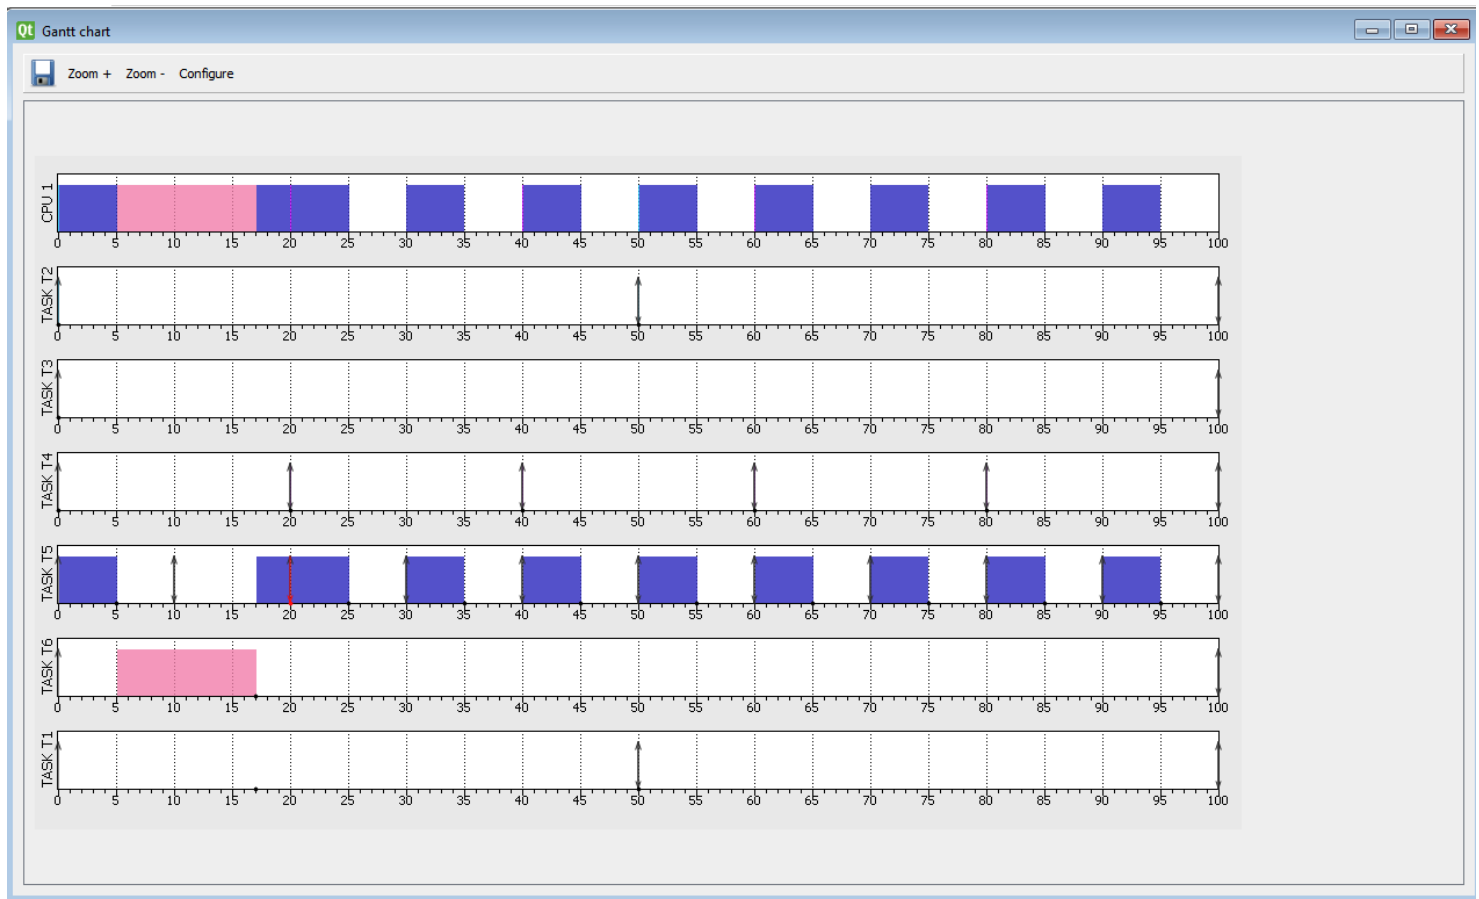 Qt Gantt chart
Zoom + Zoom - Configure
CPU 1
0 5 10 15 20 25 30 35 40 45 50 55 60 65 70 75 80 85 90 95 100
TASK T2
0 5 10 15 20 25 30 35 40 45 50 55 60 65 70 75 80 85 90 95 100
TASK T3
0 5 10 15 20 25 30 35 40 45 50 55 60 65 70 75 80 85 90 95 100
TASK T4
0 5 10 15 20 25 30 35 40 45 50 55 60 65 70 75 80 85 90 95 100
TASK T5
0 5 10 15 20 25 30 35 40 45 50 55 60 65 70 75 80 85 90 95 100
TASK T6
0 5 10 15 20 25 30 35 40 45 50 55 60 65 70 75 80 85 90 95 100
TASK T1
0 5 10 15 20 25 30 35 40 45 50 55 60 65 70 75 80 85 90 95 100